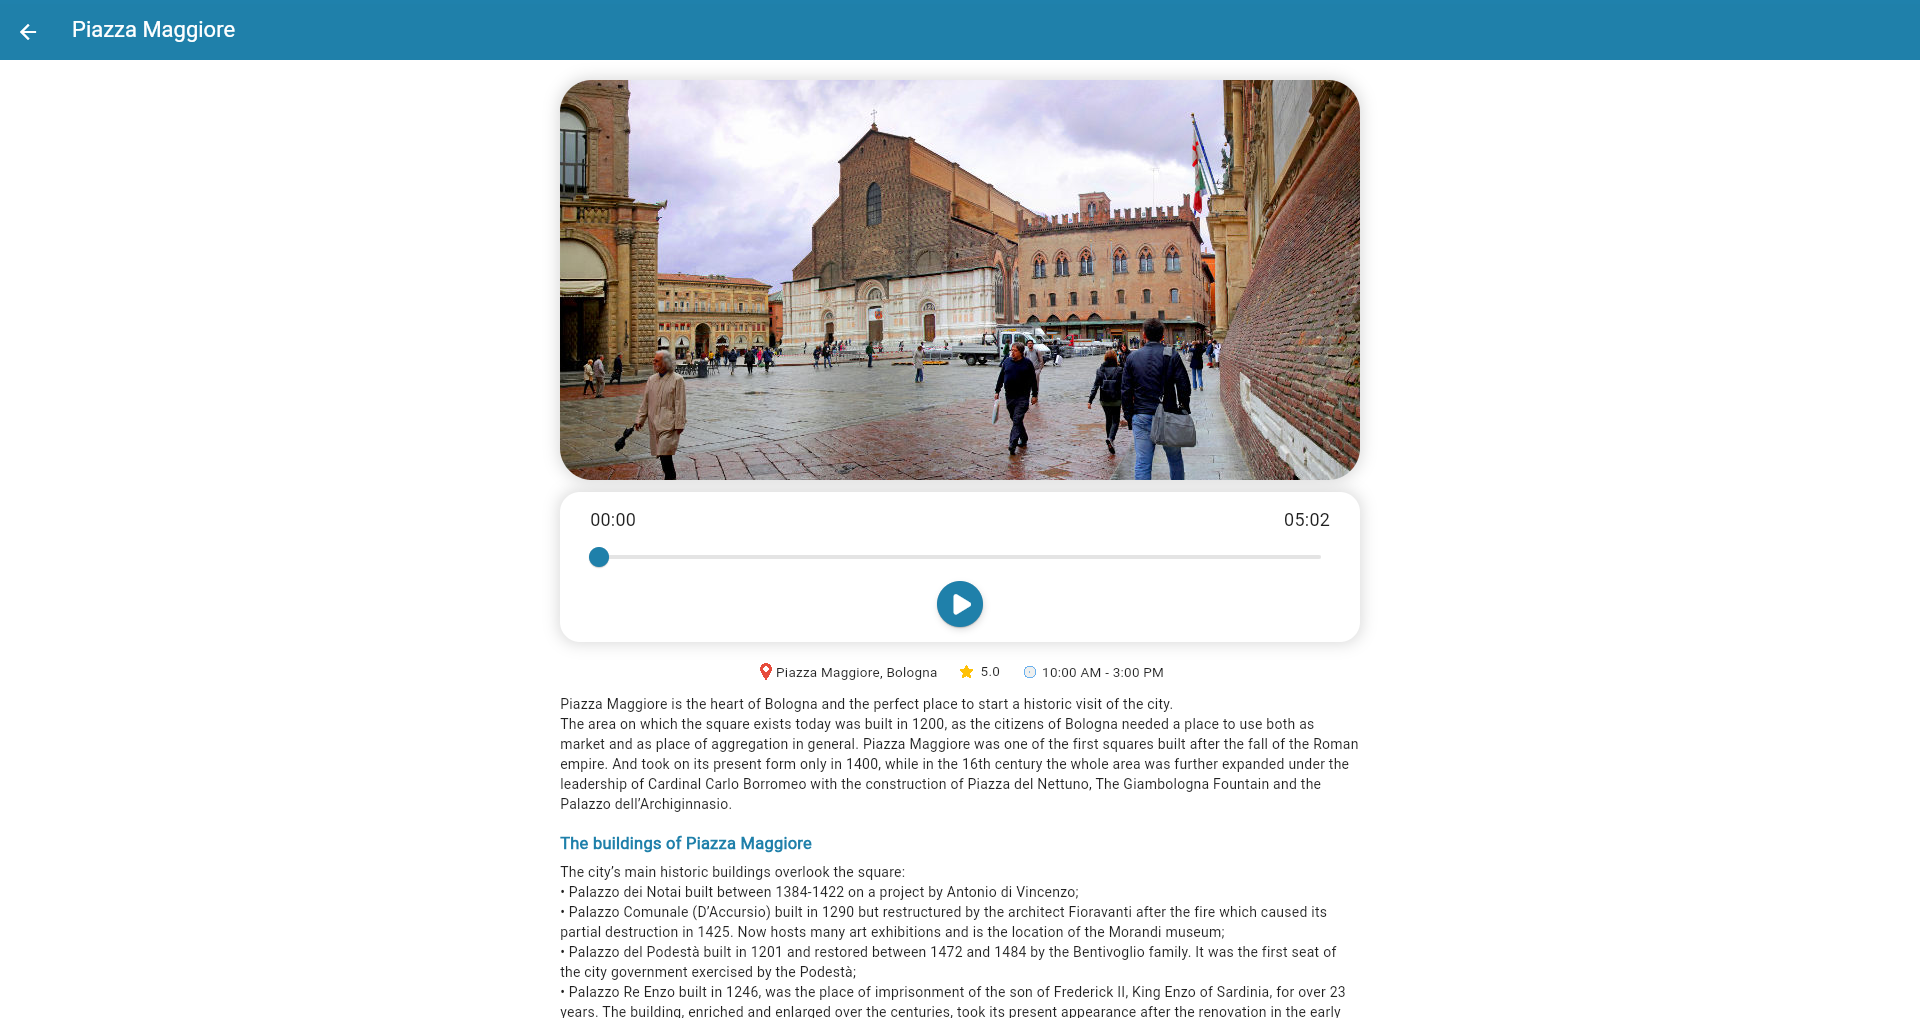 Piazza Maggiore
00:00
05:02
Piazza Maggiore, Bologna
5.0
10:00 AM - 3:00 PM
Piazza Maggiore is the heart of Bologna and the perfect place to start a historic visit of the city.
The area on which the square exists today was built in 1200, as the citizens of Bologna needed a place to use both as
market and as place of aggregation in general. Piazza Maggiore was one of the first squares built after the fall of the Roman
empire. And took on its present form only in 1400, while in the 16th century the whole area was further expanded under the
leadership of Cardinal Carlo Borromeo with the construction of Piazza del Nettuno, The Giambologna Fountain and the
Palazzo dell’Archiginnasio.
The buildings of Piazza Maggiore
The city’s main historic buildings overlook the square:
• Palazzo dei Notai built between 1384-1422 on a project by Antonio di Vincenzo;
• Palazzo Comunale (D’Accursio) built in 1290 but restructured by the architect Fioravanti after the fire which caused its
partial destruction in 1425. Now hosts many art exhibitions and is the location of the Morandi museum;
• Palazzo del Podestà built in 1201 and restored between 1472 and 1484 by the Bentivoglio family. It was the first seat of
the city government exercised by the Podestà;
• Palazzo Re Enzo built in 1246, was the place of imprisonment of the son of Frederick II, King Enzo of Sardinia, for over 23
years. The building, enriched and enlarged over the centuries, took its present appearance after the renovation in the early